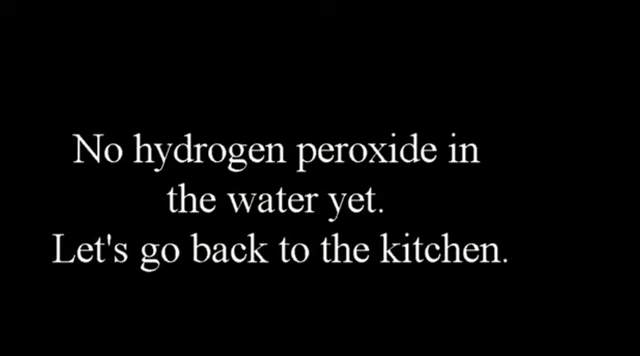 No hydrogen peroxide in
the water yet.
Let's go back to the kitchen.